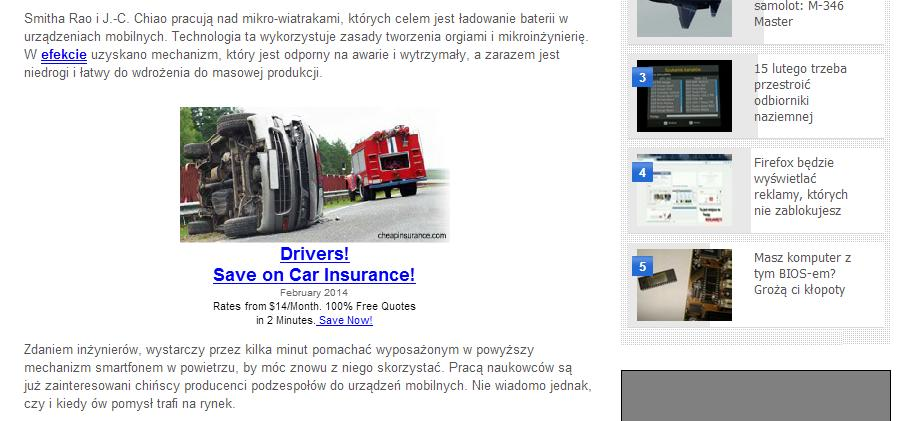 Smitha Rao i J.-C. Chiao pracują nad mikro-wiatrakami, których celem jest ładowanie baterii w
urządzeniach mobilnych. Technologia ta wykorzystuje zasady tworzenia orgiami i mikroinżynierię.
W efekcie uzyskano mechanizm, który jest odporny na awarie i wytrzymały, a zarazem jest
niedrogi i łatwy do wdrożenia do masowej produkcji.
cheapinsurance.com
Drivers!
Save on Car Insurance!
February 2014
Rates from $14/Month. 100% Free Quotes
in 2 Minutes. Save Now!
Zdaniem inżynierów, wystarczy przez kilka minut pomachać wyposażonym w powyższy
mechanizm smartfonem w powietrzu, by móc znowu z niego skorzystać. Pracą naukowców są
już zainteresowani chińscy producenci podzespołów do urządzeń mobilnych. Nie wiadomo jednak,
czy i kiedy ów pomysł trafi na rynek.
samolot: M-346
Master
3
15 lutego trzeba
przestroić
odbiorniki
naziemnej
4
Firefox będzie
wyświetlać
reklamy, których
nie zablokujesz
5
Masz komputer z
tym BIOS-em?
Grożą ci kłopoty